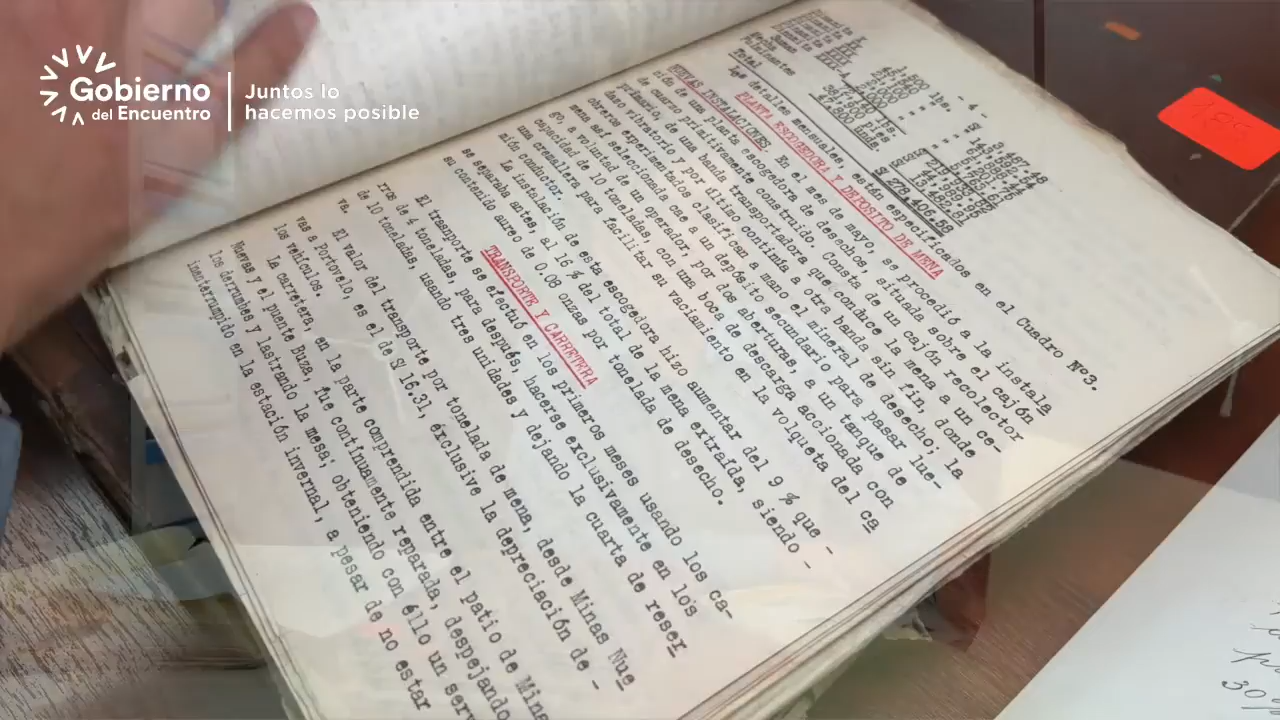 Gobierno
del Encuentro
Juntos lo
hacemos posible
Total
S/. 278.406,98
detalles mensuales, están especificados en el Cuadro Nº3.
PLANTA ESCOGEDORA Y DEPOSITO DE MENA
NUEVAS INSTALACIONES. En el mes de mayo, se procedió a la instala
ción de una planta escogedora de desechos, situada sobre el cajón
de cuarzo primitivamente construído. Consta de un cajón recolector
primario, de una banda transportadora que conduce la mena a un ce-
daso vibratorio y por último continúa a otra banda sin fin, donde
obreros experimentados clasifican a mano el mineral de desecho; la
mena así seleccionada cae a un depósito secundario para pasar lue-
go, a voluntad de un operador, por dos aberturas, a un tanque de
capacidad de 10 toneladas, con una boca de descarga accionada con
una cremallera para facilitar su vaciamiento en la volqueta del ca
mión conductor.
La instalación de esta escogedora hizo aumentar del 9 % que -
se separaba antes, al 16 % del total de la mena extraída, siendo -
su contenido aureo de 0.06 onzas por tonelada de desecho.
TRANSPORTE Y CARRETERA
El trasnporte se efectuó en los primeros meses usando los ca-
rros de 4 toneladas, para después, hacerse exclusivamente en los
de 10 toneladas, usando tres unidades y dejando la cuarta de reser
va.
El valor del transporte por tonelada de mena, desde Minas Nue
vas a Portovelo, es el de S/ 16.31, éxclusive la depreciación de -
los vehículos.
La carretera, en la parte comprendida entre el patio de Mina
Nuevas y el puente Buza, fue continuamente reparada, despejando
los derrumbes y lastrando la mesa; obteniendo con éllo un serv
ininterrumpido en la estación invernal, a pesar de no estar